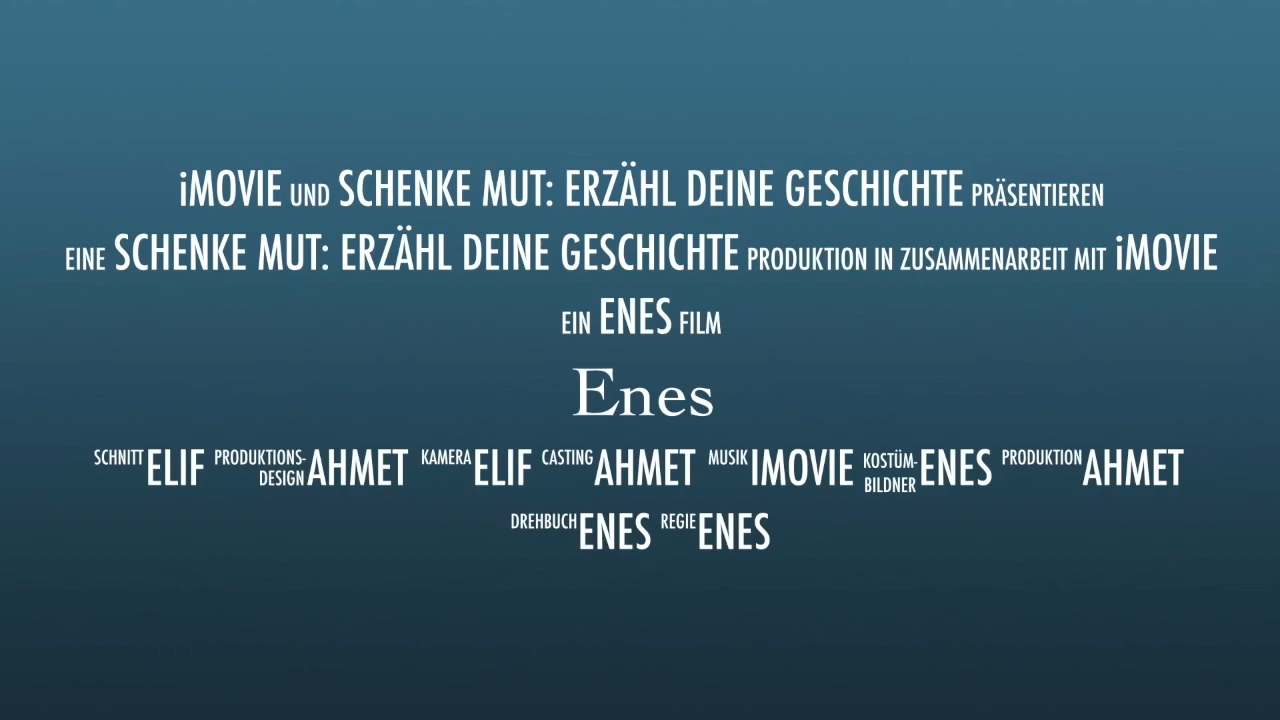 iMOVIE UND SCHENKE MUT: ERZÄHL DEINE GESCHICHTE PRÄSENTIEREN
EINE SCHENKE MUT: ERZÄHL DEINE GESCHICHTE PRODUKTION IN ZUSAMMENARBEIT MIT iMOVIE
EIN ENES FILM
Enes
SCHNITT ELIF PRODUKTIONS-DESIGN AHMET KAMERA ELIF CASTING AHMET MUSIK IMOVIE KOSTÜM-BILDNER ENES PRODUKTION AHMET
DREHBUCH ENES REGIE ENES